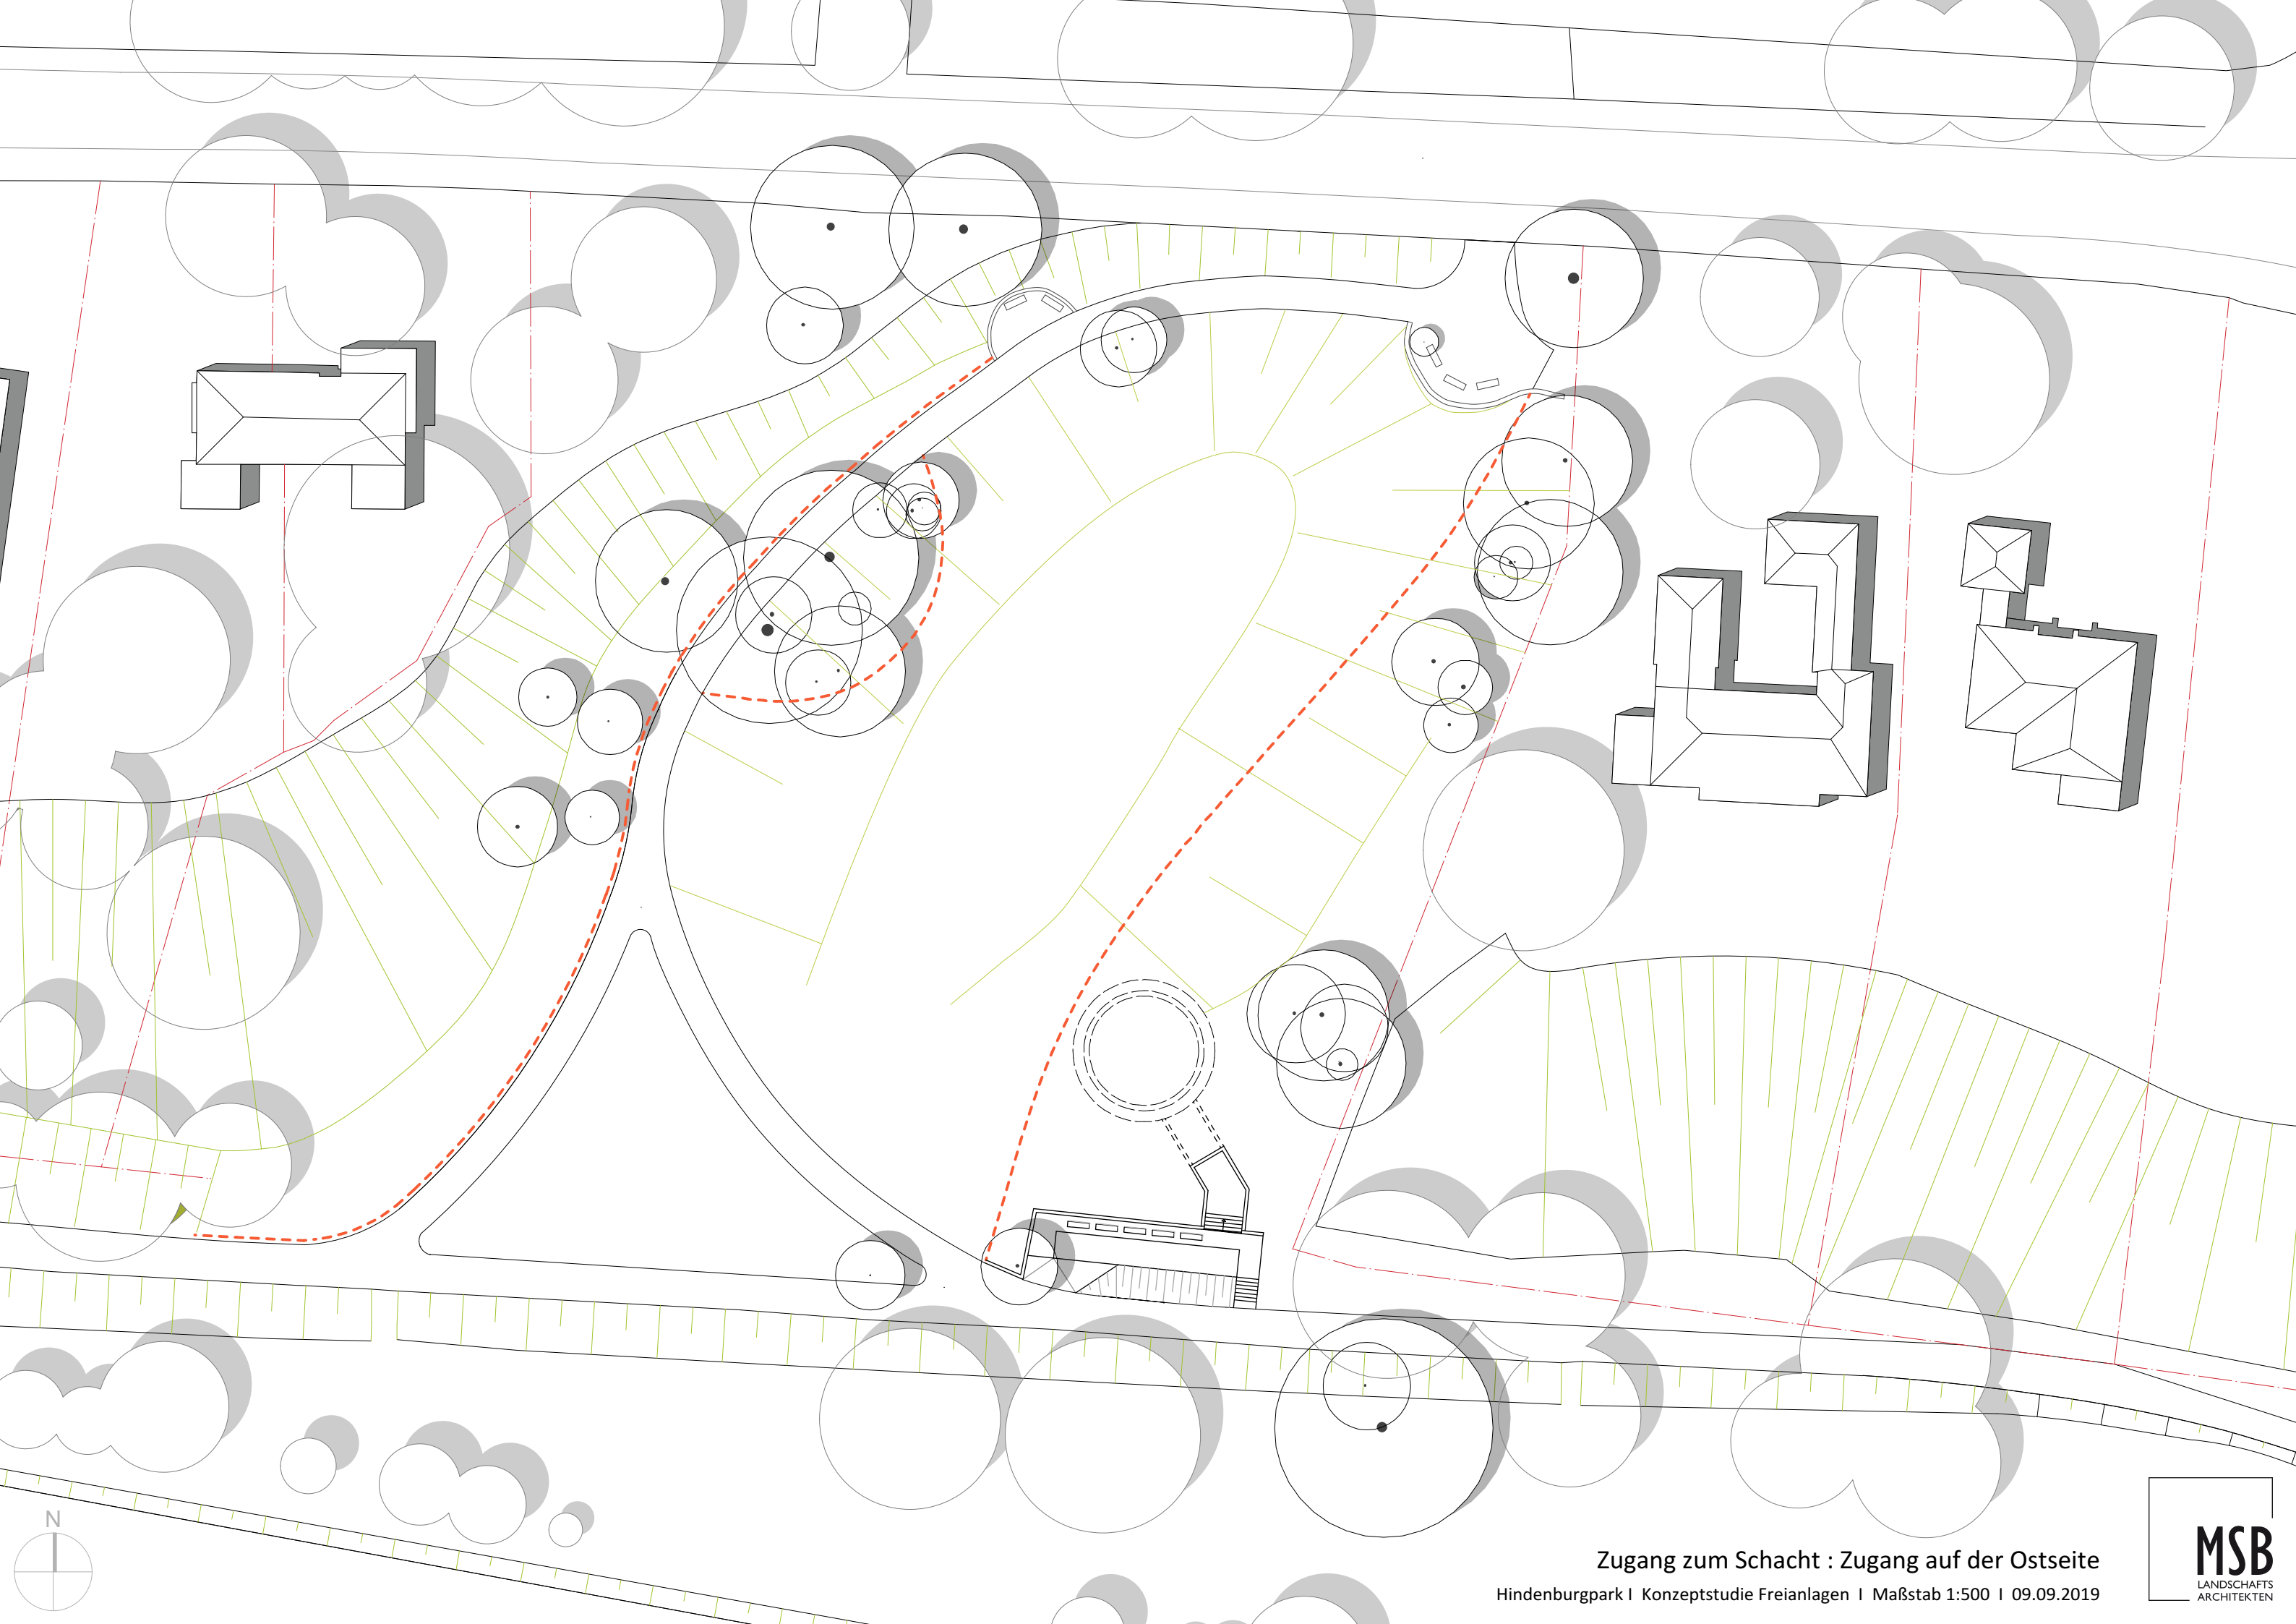 N
Zugang zum Schacht : Zugang auf der Ostseite
Hindenburgpark I Konzeptstudie Freianlagen I Maßstab 1:500 I 09.09.2019
MSB
LANDSCHAFTS
ARCHITEKTEN